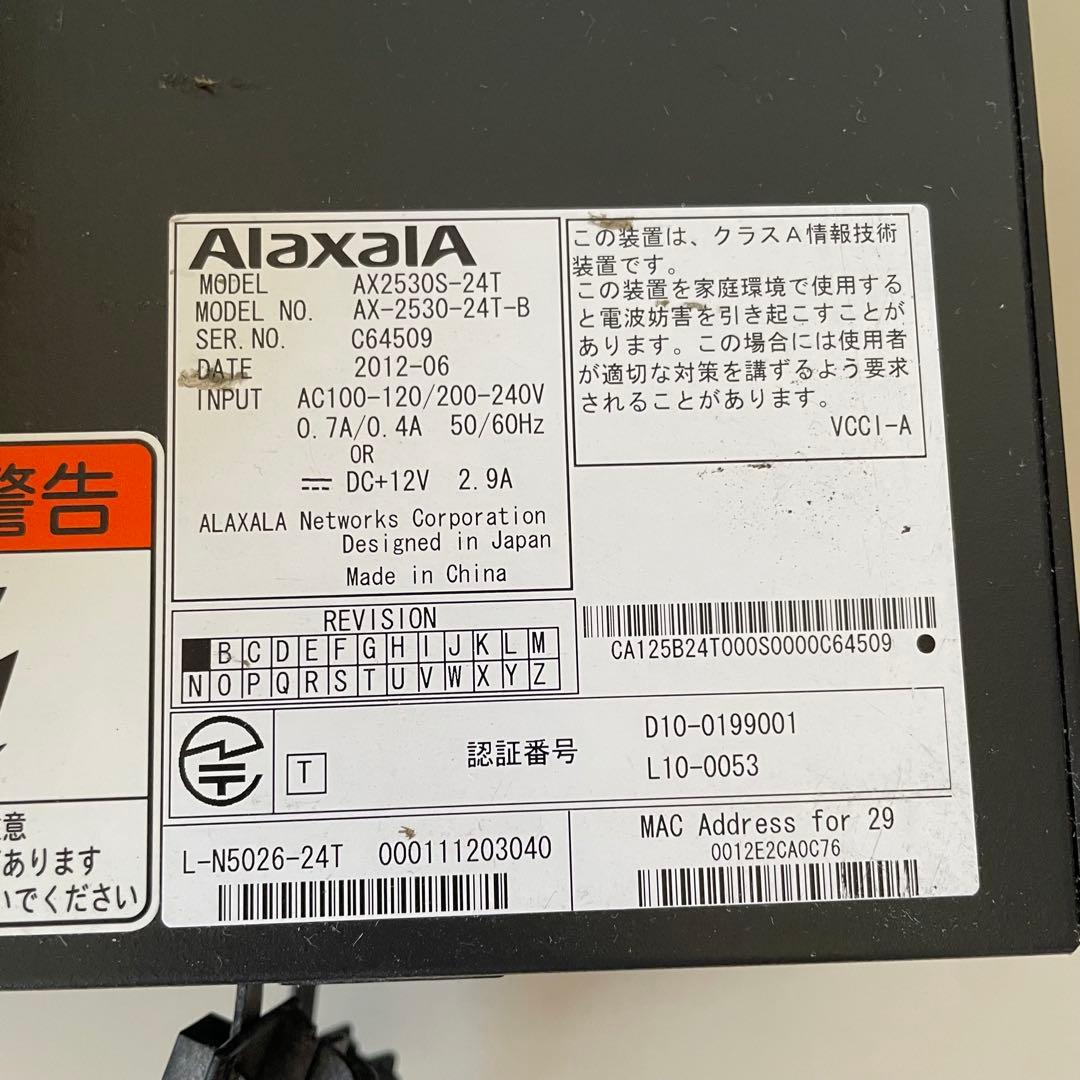 AlaxalA
MODEL AX2530S-24T
MODEL NO. AX-2530-24T-B
SER.NO. C64509
DATE 2012-06
INPUT AC100-120/200-240V
0.7A/0.4A 50/60Hz
OR
DC+12V 2.9A
ALAXALA Networks Corporation
Designed in Japan
Made in China
この装置は、クラスA情報技術
装置です。
この装置を家庭環境で使用する
と電波妨害を引き起こすことが
あります。この場合には使用者
が適切な対策を講ずるよう要求
されることがあります。
VCCI-A
REVISION
B C D E F G H I J K L M
N O P Q R S T U V W X Y Z
CA125B24T000S0000C64509
T
認証番号
D10-0199001
L10-0053
L-N5026-24T 000111203040
MAC Address for 29
0012E2CA0C76
警告
意
あります
いでください